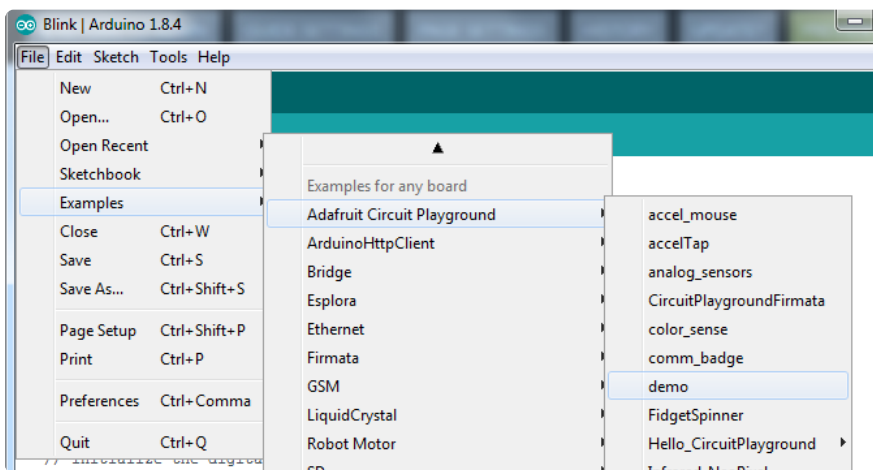 Blink | Arduino 1.8.4
File Edit Sketch Tools Help
New Ctrl+N
Open... Ctrl+O
Open Recent
Sketchbook
Examples
Close Ctrl+W
Save Ctrl+S
Save As... Ctrl+Shift+S
Page Setup Ctrl+Shift+P
Print Ctrl+P
Preferences Ctrl+Comma
Quit Ctrl+Q
Examples for any board
Adafruit Circuit Playground
ArduinoHttpClient
Bridge
Esplora
Ethernet
Firmata
GSM
LiquidCrystal
Robot Motor
accel_mouse
accelTap
analog_sensors
CircuitPlaygroundFirmata
color_sense
comm_badge
demo
FidgetSpinner
Hello_CircuitPlayground